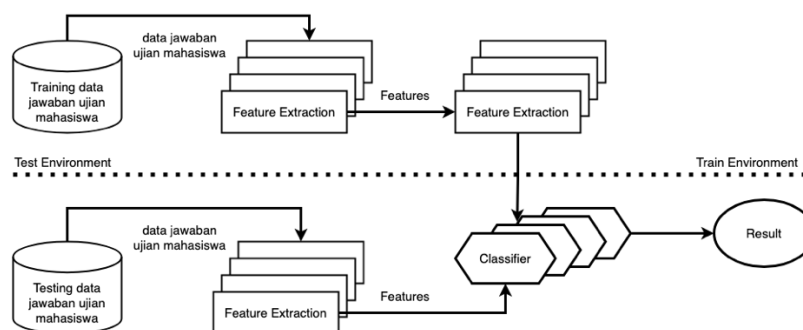 data jawaban
ujian mahasiswa
Training data
jawaban ujian
mahasiswa
Feature Extraction
Features
Feature Extraction
Test Environment
Train Environment
data jawaban
ujian mahasiswa
Testing data
jawaban ujian
mahasiswa
Feature Extraction
Features
Classifier
Result